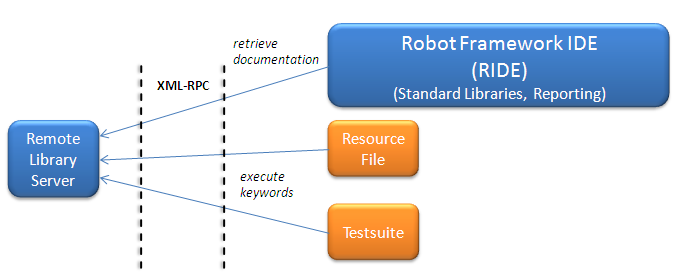 retrieve
documentation
Robot Framework IDE
(RIDE)
(Standard Libraries, Reporting)
XML-RPC
Remote
Library
Server
Resource
File
execute
keywords
Testsuite